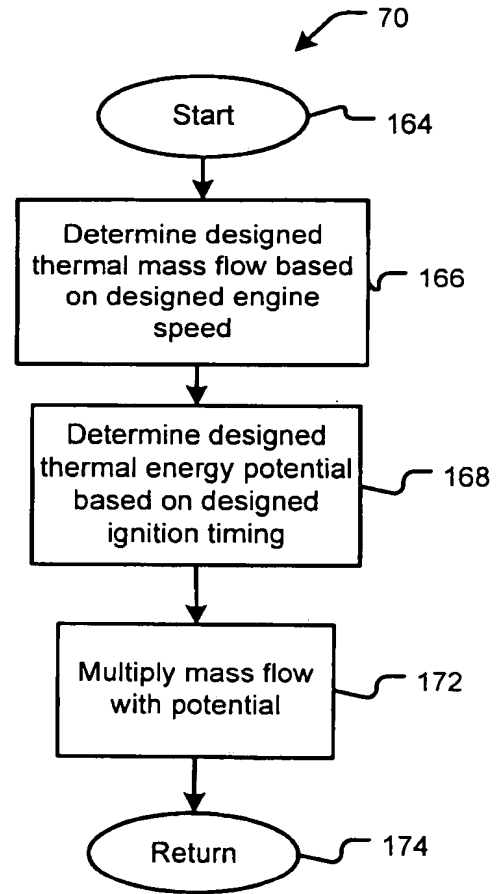 70
Start
164
Determine designed
thermal mass flow based
on designed engine
speed
166
Determine designed
thermal energy potential
based on designed
ignition timing
168
Multiply mass flow
with potential
172
Return
174